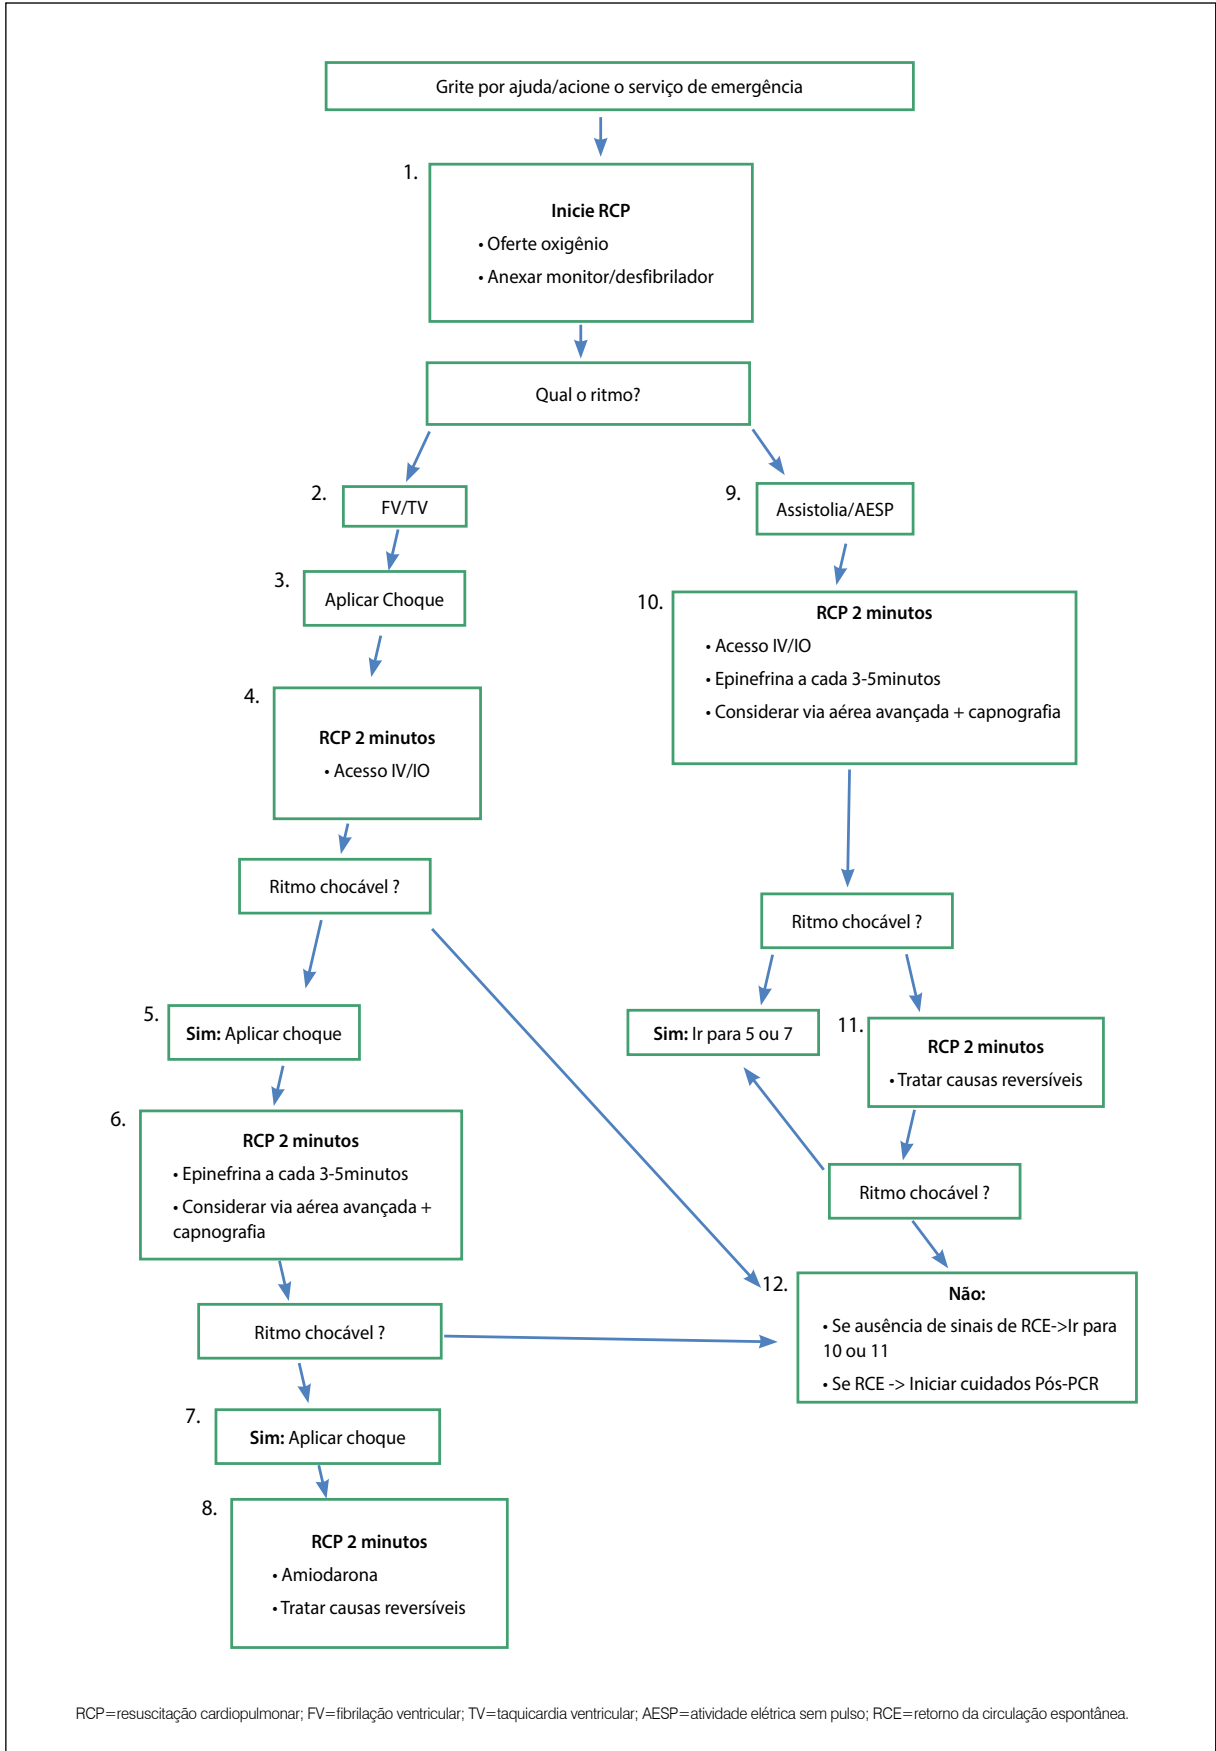 Grite por ajuda/acione o serviço de emergência
1.
Inicie RCP
• Oferte oxigênio
• Anexar monitor/desfibrilador
Qual o ritmo?
2.
FV/TV
3.
Aplicar Choque
4.
RCP 2 minutos
• Acesso IV/IO
Ritmo chocável ?
5.
Sim: Aplicar choque
6.
RCP 2 minutos
• Epinefrina a cada 3-5minutos
• Considerar via aérea avançada +
capnografia
Ritmo chocável ?
7.
Sim: Aplicar choque
8.
RCP 2 minutos
• Amiodarona
• Tratar causas reversíveis
9.
Assistolia/AESP
10.
RCP 2 minutos
• Acesso IV/IO
• Epinefrina a cada 3-5minutos
• Considerar via aérea avançada + capnografia
Ritmo chocável ?
Sim: Ir para 5 ou 7
11.
RCP 2 minutos
• Tratar causas reversíveis
Ritmo chocável ?
12.
Não:
• Se ausência de sinais de RCE->Ir para
10 ou 11
• Se RCE -> Iniciar cuidados Pós-PCR
RCP=resuscitação cardiopulmonar; FV=fibrilação ventricular; TV=taquicardia ventricular; AESP=atividade elétrica sem pulso; RCE=retorno da circulação espontânea.